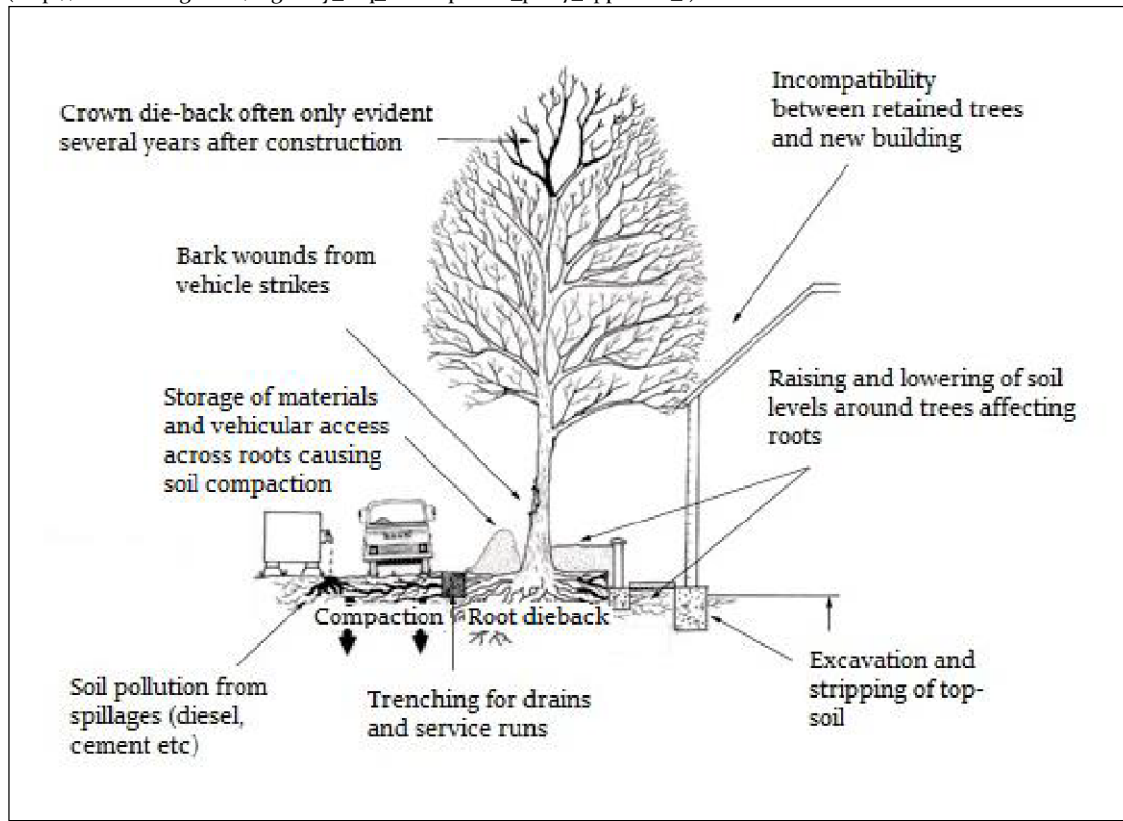 Crown die-back often only evident
several years after construction
Incompatibility
between retained trees
and new building
Bark wounds from
vehicle strikes
Storage of materials
and vehicular access
across roots causing
soil compaction
Raising and lowering of soil
levels around trees affecting
roots
Compaction
Root dieback
Soil pollution from
spillages (diesel,
cement etc)
Trenching for drains
and service runs
Excavation and
stripping of top-
soil